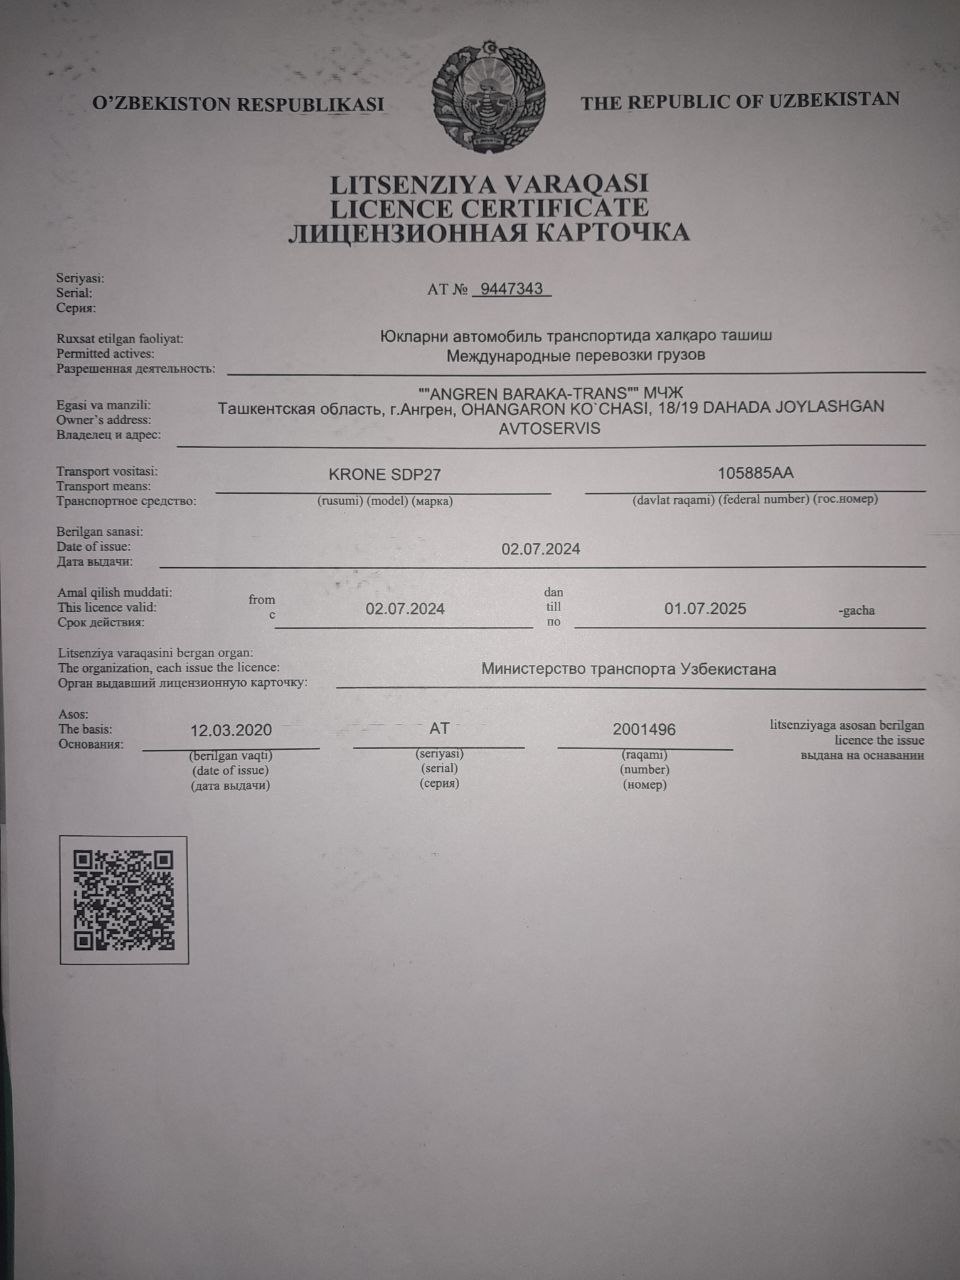 O'ZBEKISTON RESPUBLIKASI
THE REPUBLIC OF UZBEKISTAN
LITSENZIYA VARAQASI
LICENCE CERTIFICATE
ЛИЦЕНЗИОННАЯ КАРТОЧКА
Seriyasi:
Serial:
Серия:
АТ № 9447343
Ruxsat etilgan faoliyat:
Permitted actives:
Разрешенная деятельность:
Юкларни автомобиль транспортида халқаро ташиш
Международные перевозки грузов
Egasi va manzili:
Owner's address:
Владелец и адрес:
""ANGREN BARAKA-TRANS"" МЧЖ
Ташкентская область, г.Ангрен, OHANGARON KO`CHASI, 18/19 DAHADA JOYLASHGAN
AVTOSERVIS
Transport vositasi:
Transport means:
Транспортное средство:
KRONE SDP27
(rusumi) (model) (марка)
105885AA
(davlat raqami) (federal number) (гос.номер)
Berilgan sanasi:
Date of issue:
Дата выдачи:
02.07.2024
Amal qilish muddati:
This licence valid:
Срок действия:
from
с
02.07.2024
dan
till
по
01.07.2025
-gacha
Litsenziya varaqasini bergan organ:
The organization, each issue the licence:
Орган выдавший лицензионную карточку:
Министерство транспорта Узбекистана
Asos:
The basis:
Основания:
12.03.2020
(berilgan vaqti)
(date of issue)
(дата выдачи)
АТ
(seriyasi)
(serial)
(серия)
2001496
(raqami)
(number)
(номер)
litsenziyaga asosan berilgan
licence the issue
выдана на оснавании